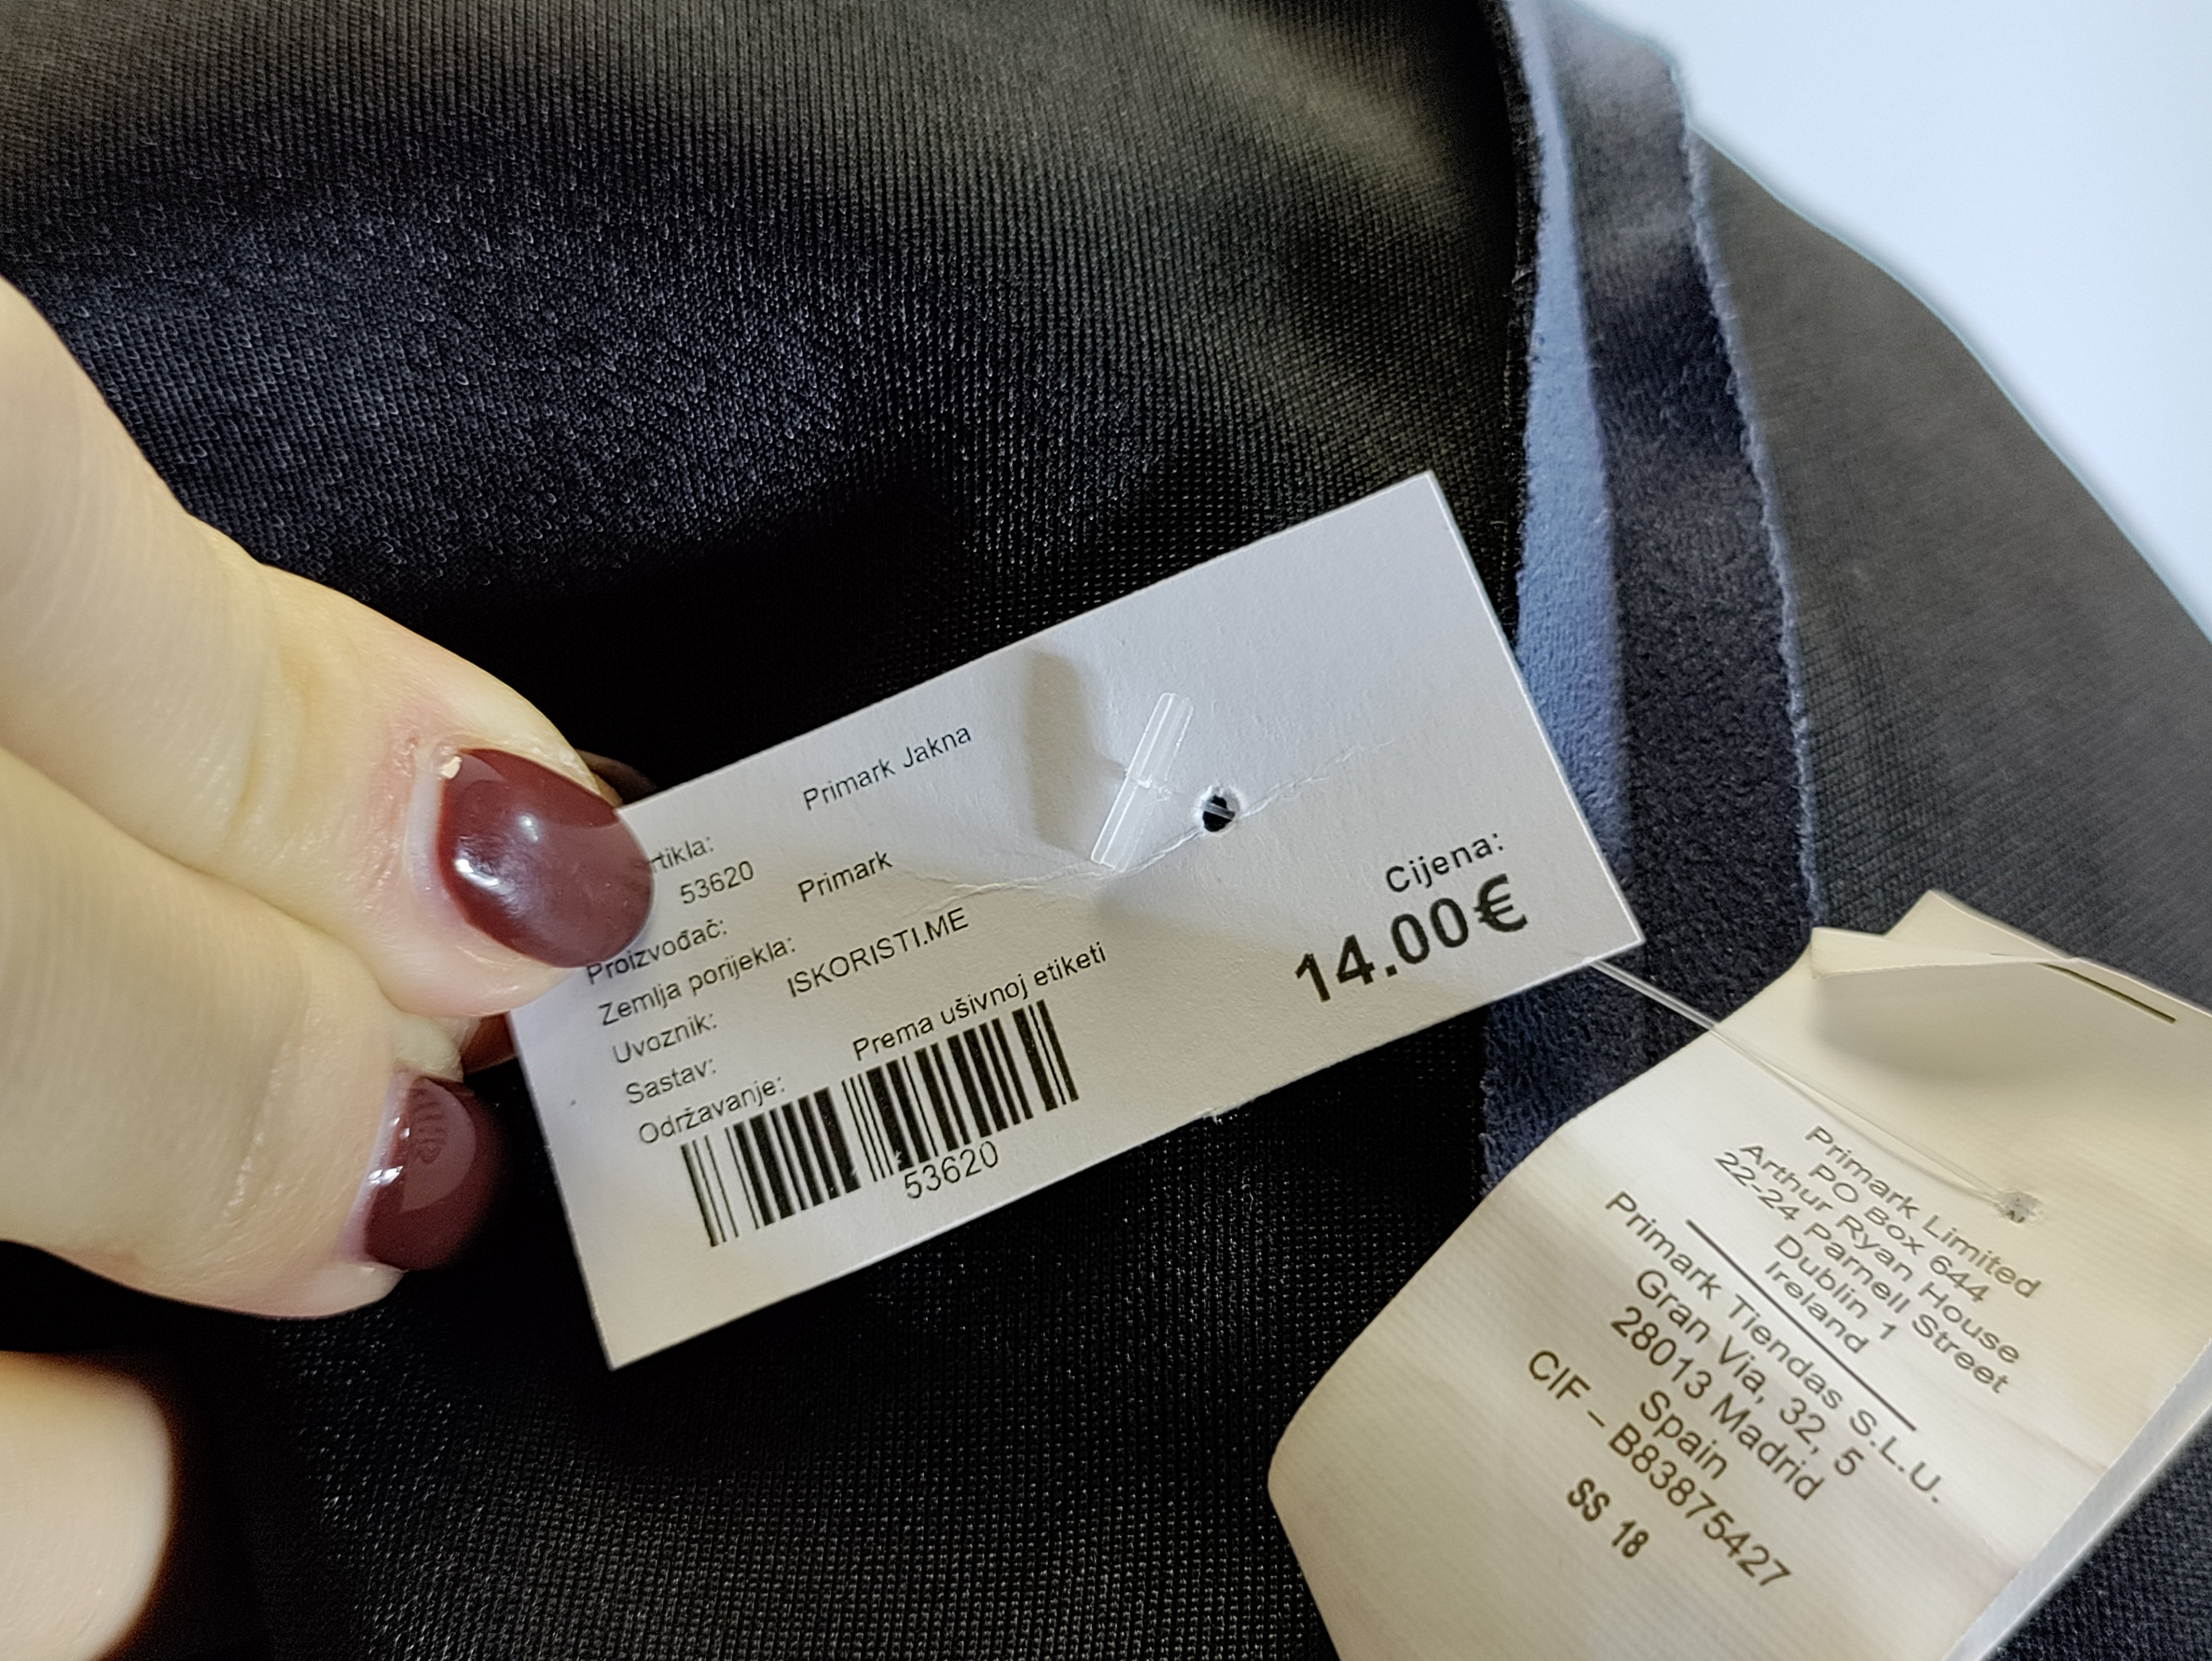 Primark Jakna
53620
Proizvođač: Primark
Zemlja porijekla:
Uvoznik: ISKORISTI.ME
Sastav:
Održavanje: Prema ušivnoj etiketi
53620
Cijena:
14.00€
Primark Limited
PO Box 644
Arthur Ryan House
22-24 Parnell Street
Dublin 1
Ireland
Primark Tiendas S.L.U.
Gran Via, 32, 5
28013 Madrid
Spain
CIF – B83875427
SS 18